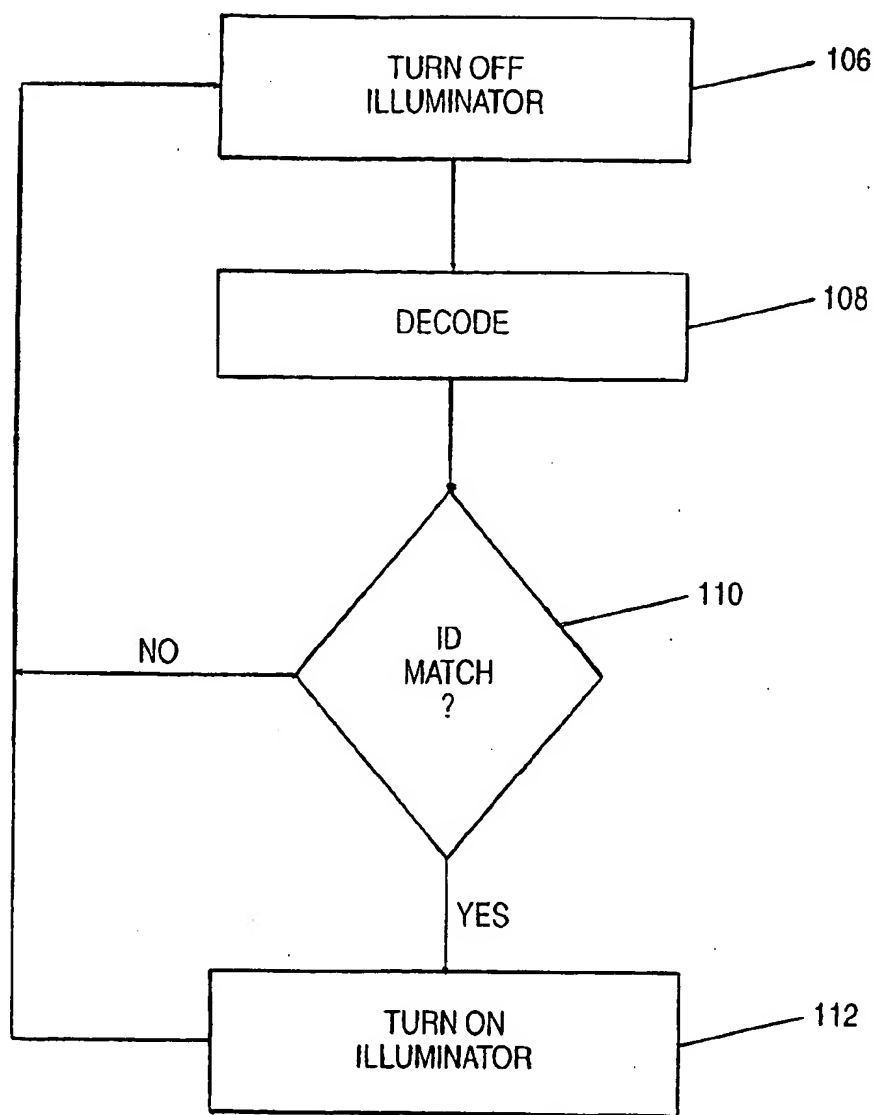 TURN OFF
ILLUMINATOR
106
DECODE
108
ID
MATCH
?
110
NO
YES
TURN ON
ILLUMINATOR
112